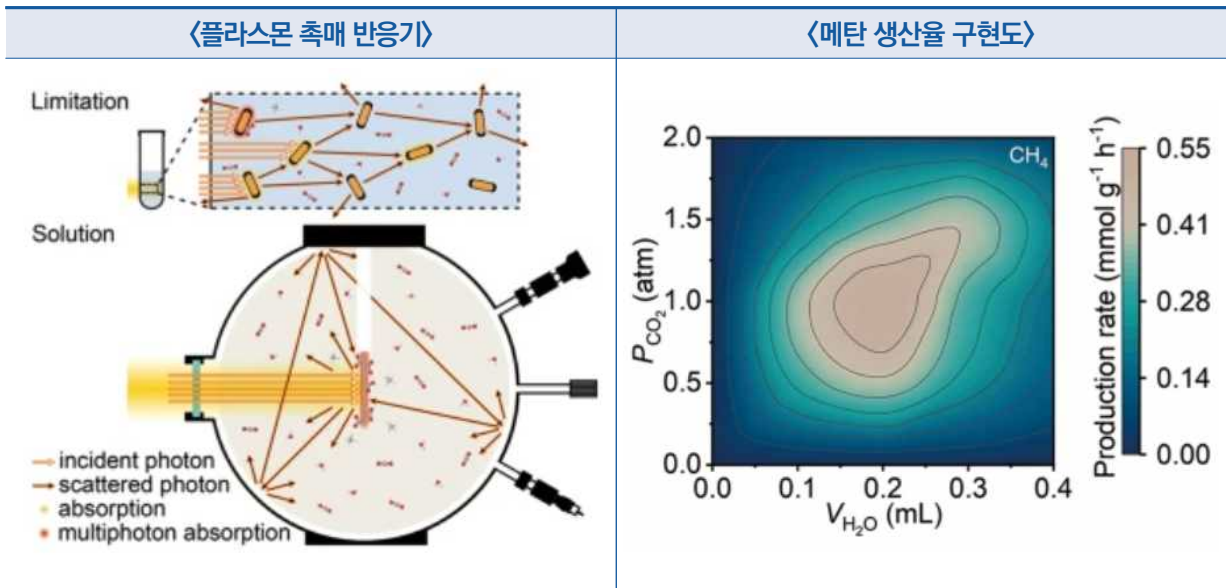 〈플라스몬 촉매 반응기〉
〈메탄 생산율 구현도〉
Limitation
Solution
incident photon
scattered photon
absorption
multiphoton absorption
CH₄
2.0
1.5
1.0
0.5
0.0
P_CO₂ (atm)
0.0 0.1 0.2 0.3 0.4
V_H₂O (mL)
0.55
0.41
0.28
0.14
0.00
Production rate (mmol g⁻¹ h⁻¹)